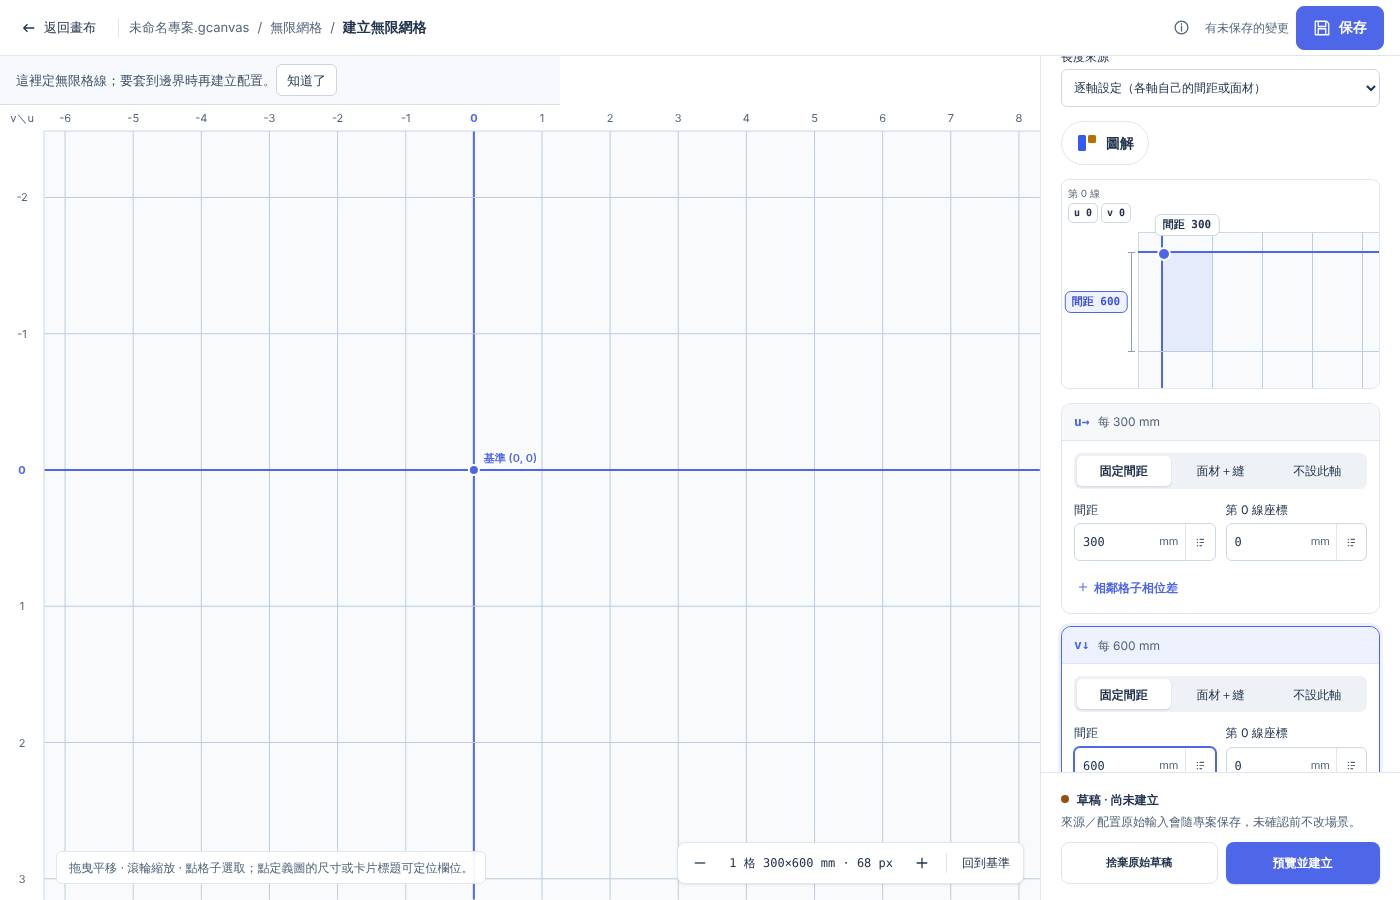 返回畫布
未命名專案.gcanvas / 無限網格 / 建立無限網格
有未保存的變更
保存
這裡定無限格線；要套到邊界時再建立配置。
知道了
v＼u -6 -5 -4 -3 -2 -1 0 1 2 3 4 5 6 7 8
-2
-1
0
基準 (0, 0)
1
2
3
拖曳平移 · 滾輪縮放 · 點格子選取；點定義圖的尺寸或卡片標題可定位欄位。
1 格 300×600 mm · 68 px
回到基準
長度來源
逐軸設定（各軸自己的間距或面材）
圖解
第 0 線
u 0 v 0
間距 300
間距 600
u→ 每 300 mm
固定間距 面材＋縫 不設此軸
間距 第 0 線座標
300 mm 0 mm
+ 相鄰格子相位差
v↓ 每 600 mm
固定間距 面材＋縫 不設此軸
間距 第 0 線座標
600 mm 0 mm
草稿 · 尚未建立
來源／配置原始輸入會隨專案保存，未確認前不改場景。
捨棄原始草稿
預覽並建立